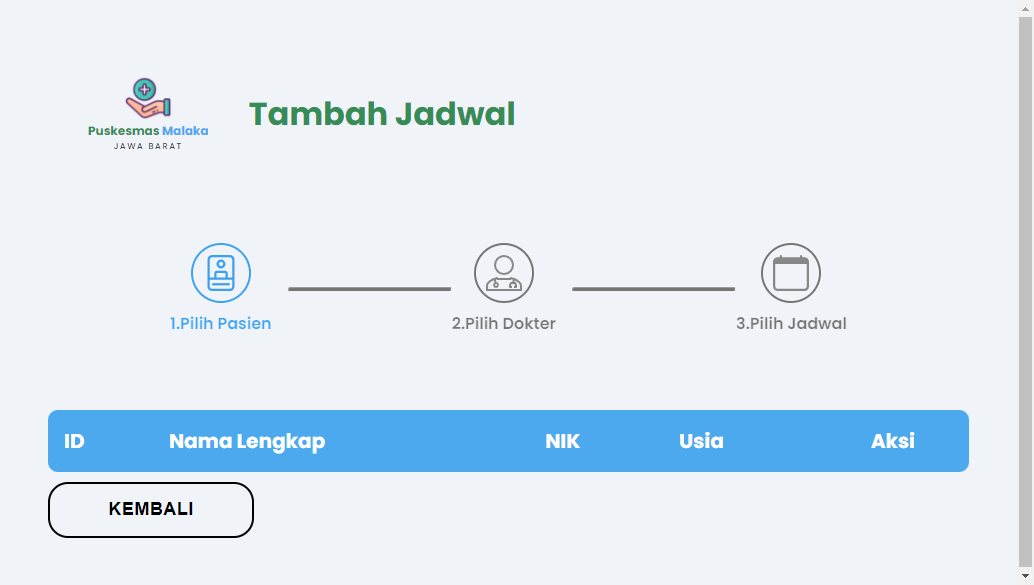 Puskesmas Malaka
JAWA BARAT
Tambah Jadwal
1.Pilih Pasien
2.Pilih Dokter
3.Pilih Jadwal
ID Nama Lengkap NIK Usia Aksi
KEMBALI